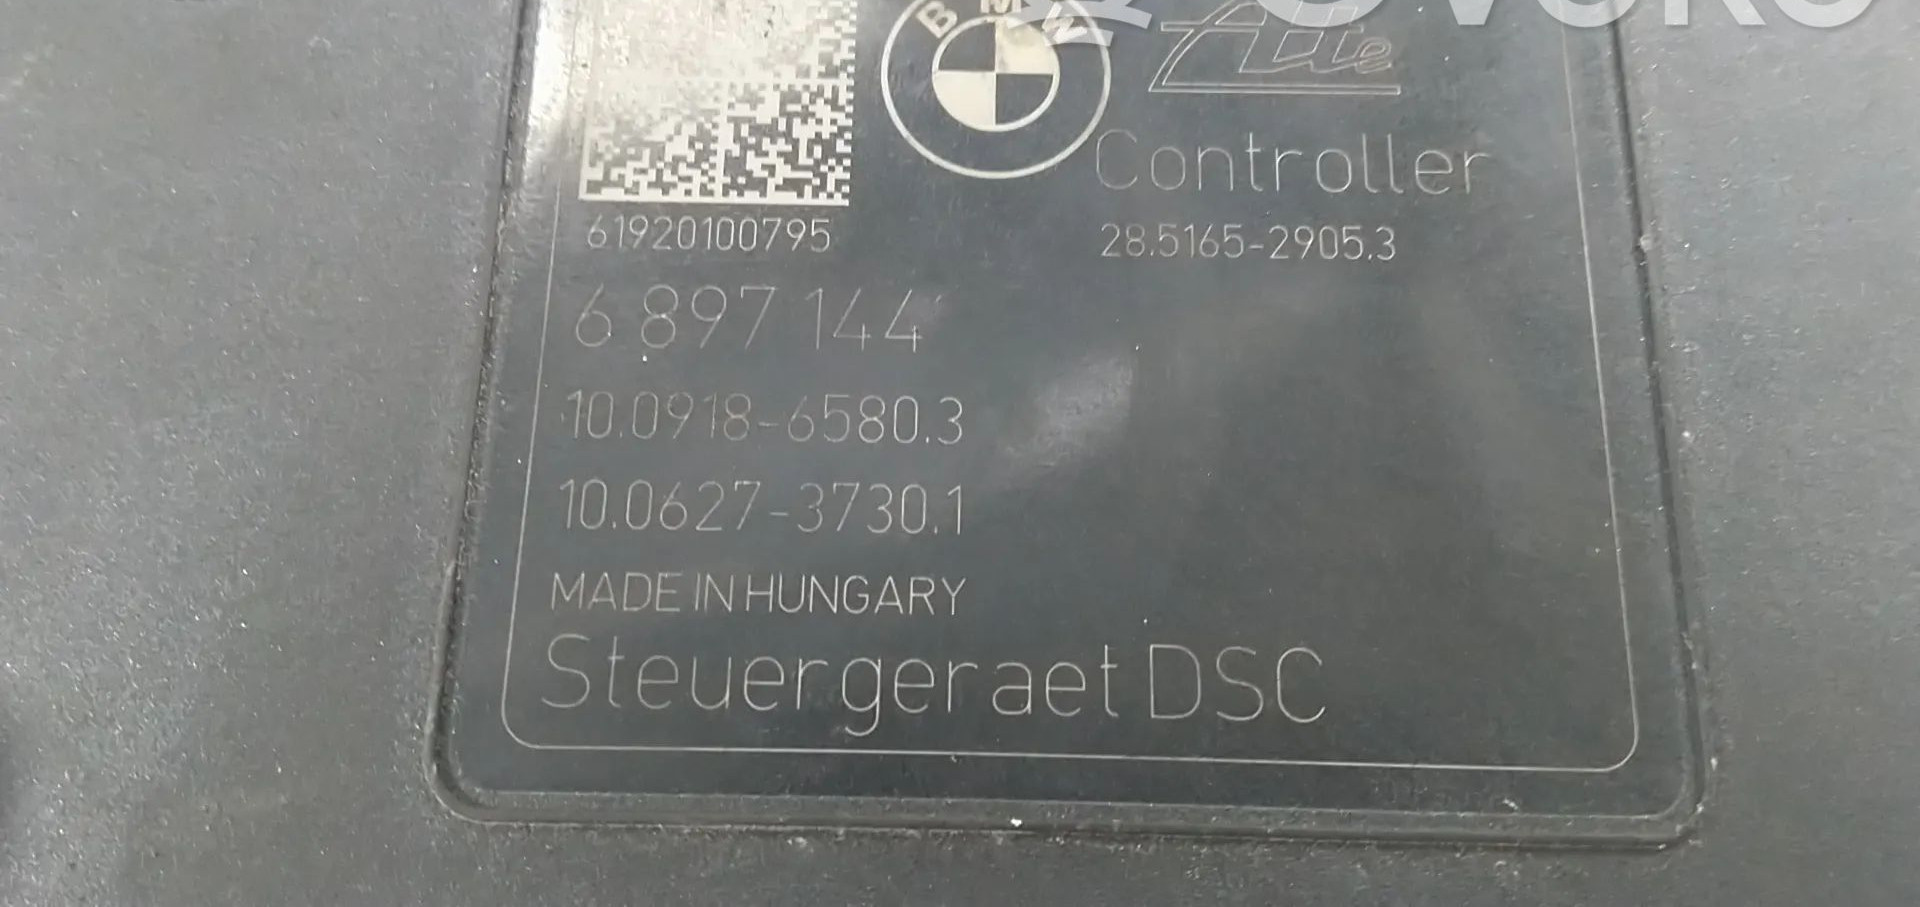 BMW
Ate
Controller
61920100795
28.5165-2905.3
6 897 144
10.0918-6580.3
10.0627-3730.1
MADE IN HUNGARY
Steuergeraet DSC